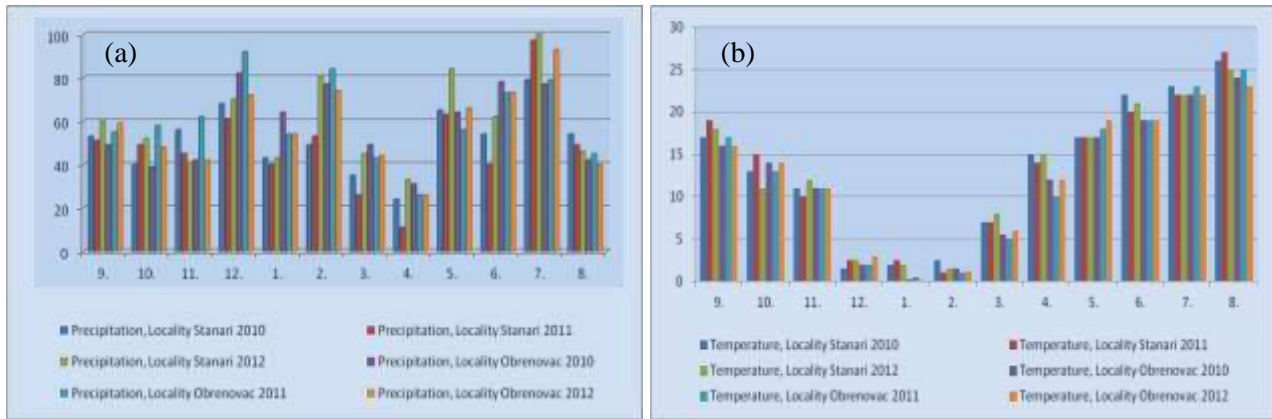 (a)
100
80
60
40
20
0
9. 10. 11. 12. 1. 2. 3. 4. 5. 6. 7. 8.
Precipitation, Locality Stanari 2010 Precipitation, Locality Stanari 2011
Precipitation, Locality Stanari 2012 Precipitation, Locality Obrenovac 2010
Precipitation, Locality Obrenovac 2011 Precipitation, Locality Obrenovac 2012
(b)
30
25
20
15
10
5
0
9. 10. 11. 12. 1. 2. 3. 4. 5. 6. 7. 8.
Temperature, Locality Stanari 2010 Temperature, Locality Stanari 2011
Temperature, Locality Stanari 2012 Temperature, Locality Obrenovac 2010
Temperature, Locality Obrenovac 2011 Temperature, Locality Obrenovac 2012